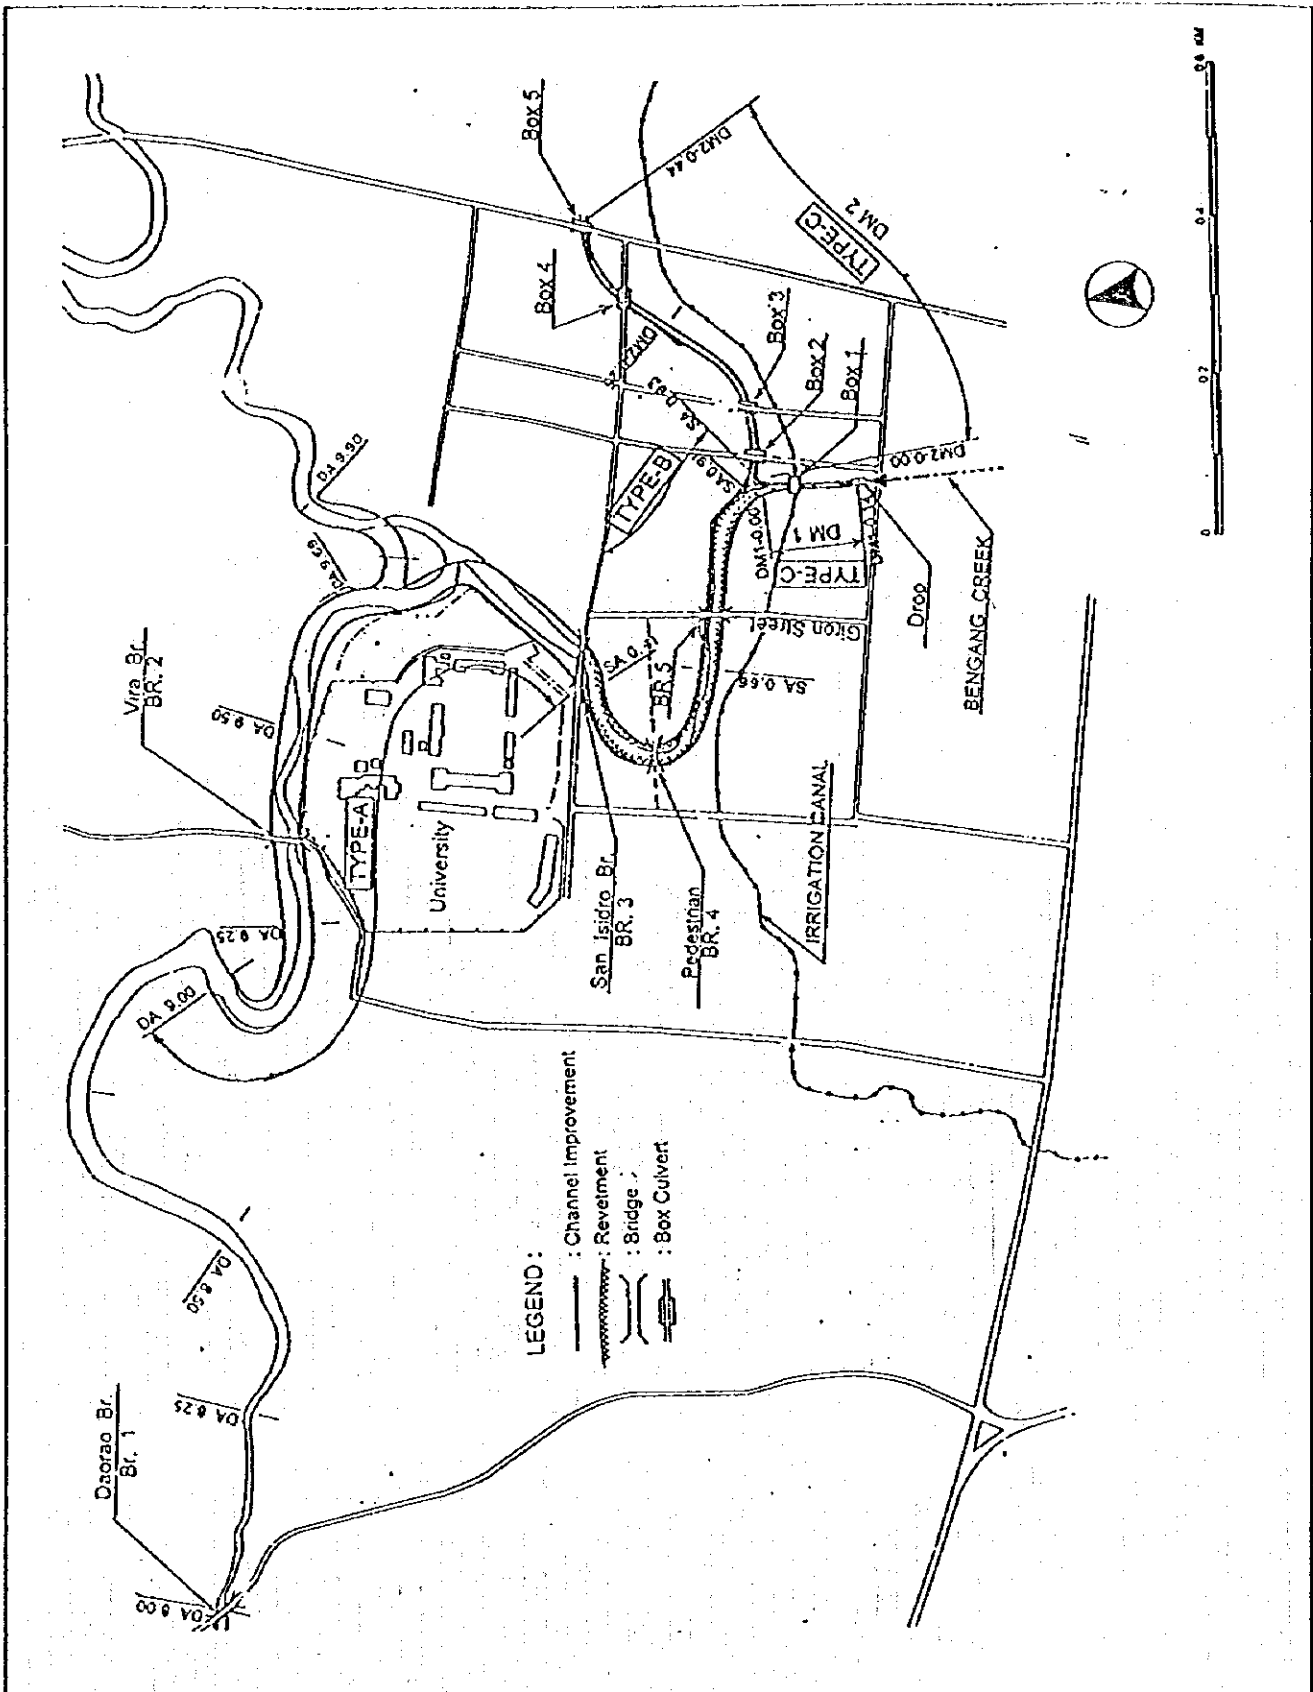 Daorao Br.
Br. 1
DA 8.00
DA 8.25
DA 8.50
DA 9.00
DA 9.25
Vira Br.
BR. 2
DA 9.50
DA 9.69
DA 9.90
TYPE-A
University
San Isidro Br.
BR. 3
Pedestrian
BR. 4
BR. 5
SA 0.66
Giron Street
IRRIGATION CANAL
TYPE-B
Box 5
Box 4
Box 3
Box 2
Box 1
DM2-0.44
DM 2
TYPE-C
DM2-0.00
DM1-0.00
DM 1
TYPE-C
Drop
BENGANG CREEK
LEGEND :
: Channel Improvement
: Revetment
: Bridge
: Box Culvert
0
0.2
0.4
0.6 KM